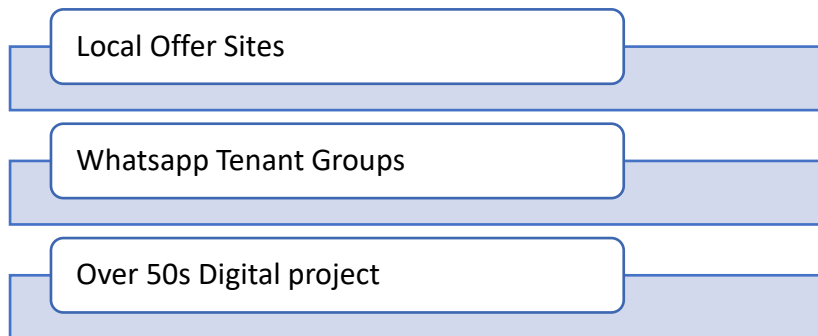 Local Offer Sites
Whatsapp Tenant Groups
Over 50s Digital project